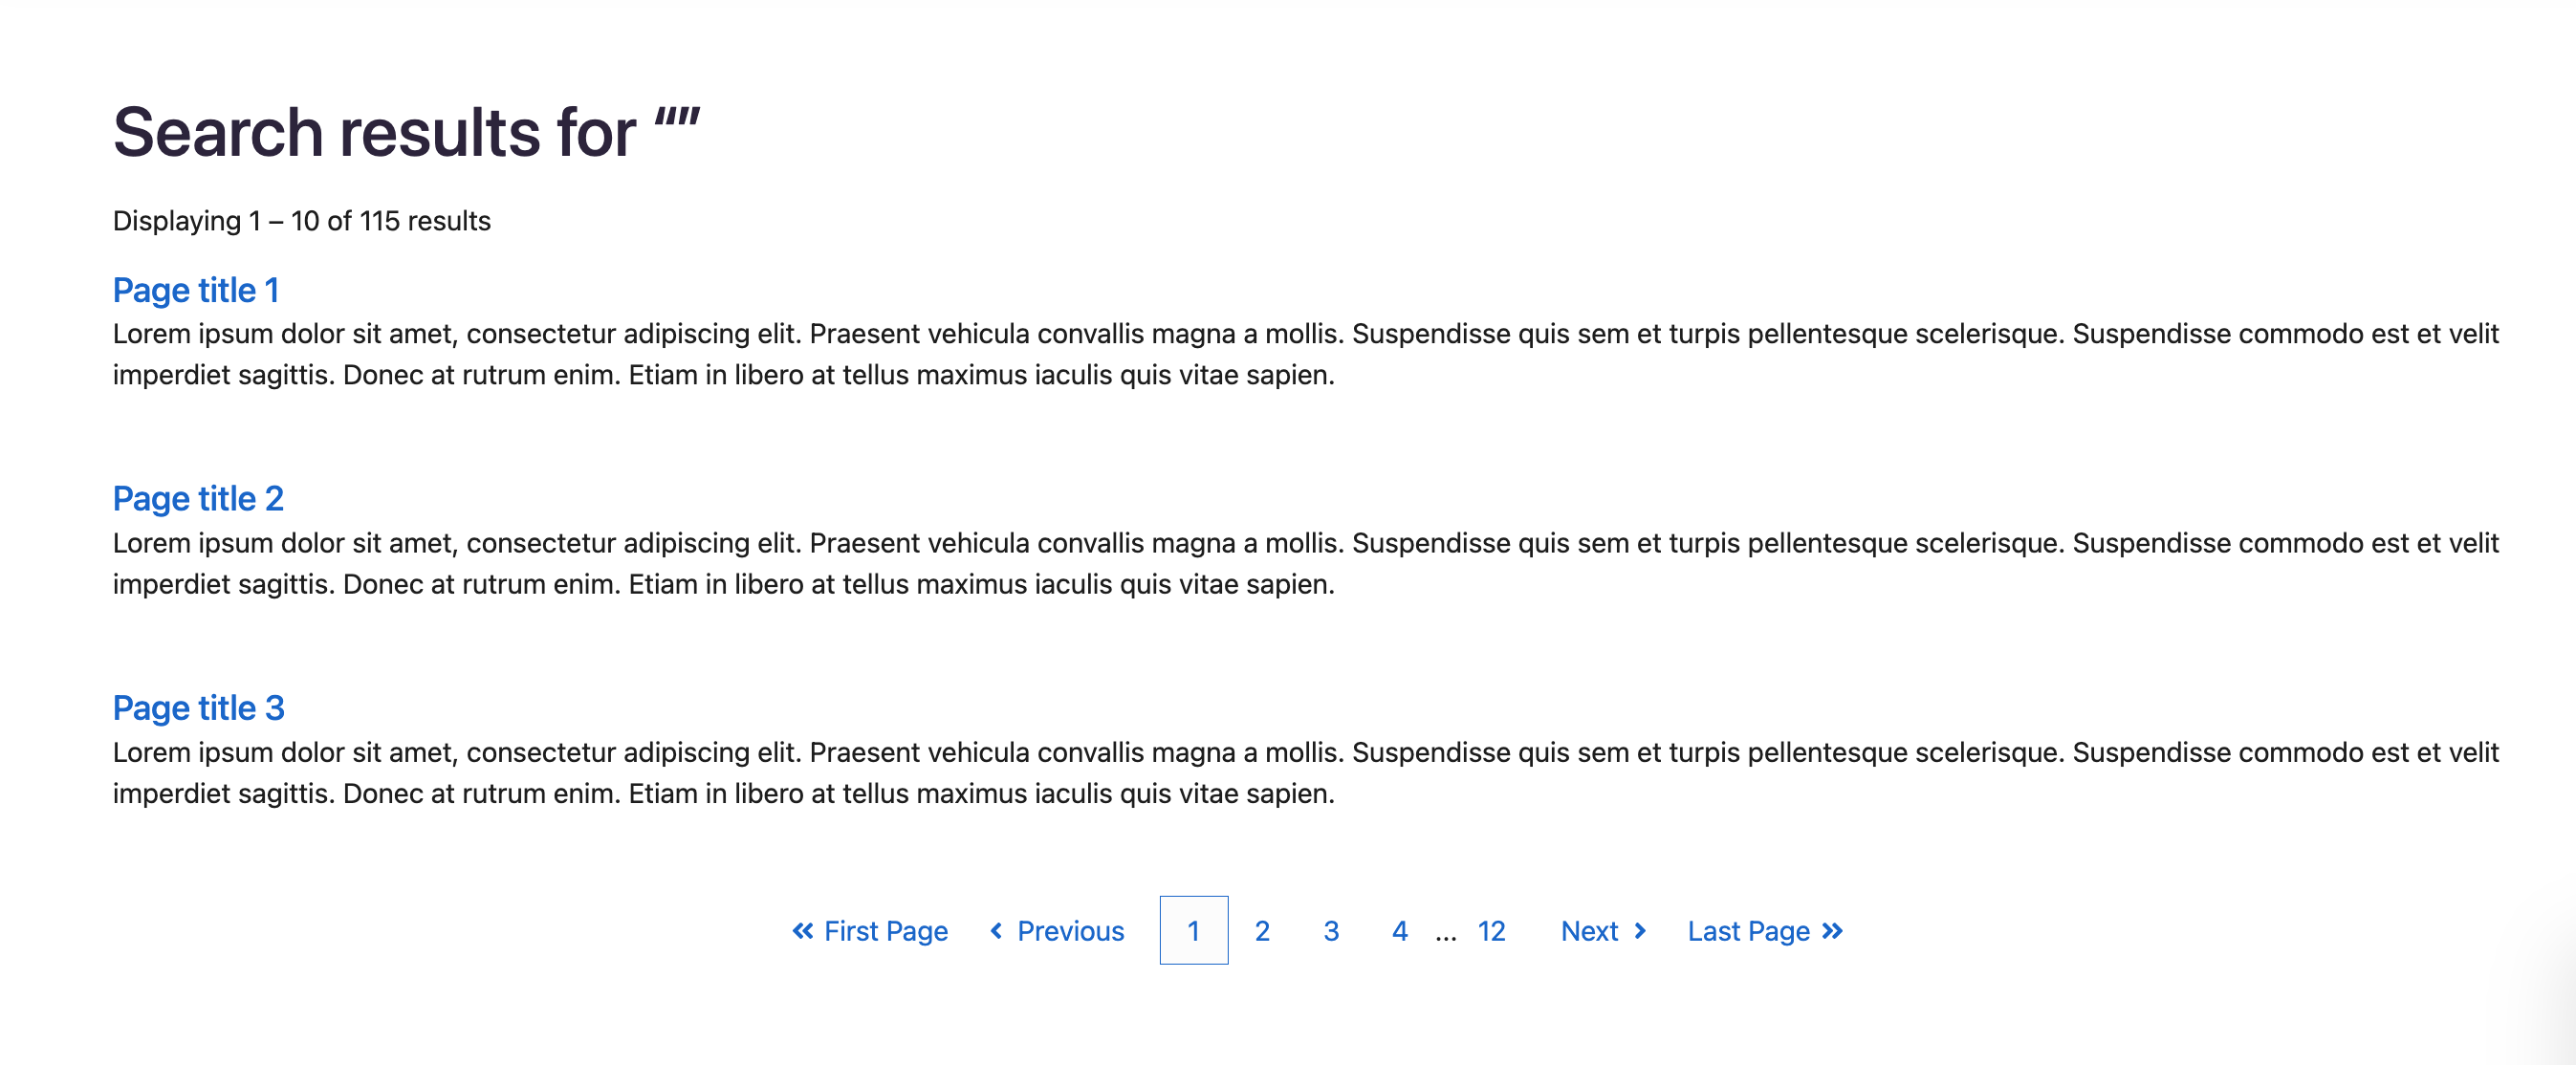 Search results for “”
Displaying 1 – 10 of 115 results
Page title 1
Lorem ipsum dolor sit amet, consectetur adipiscing elit. Praesent vehicula convallis magna a mollis. Suspendisse quis sem et turpis pellentesque scelerisque. Suspendisse commodo est et velit
imperdiet sagittis. Donec at rutrum enim. Etiam in libero at tellus maximus iaculis quis vitae sapien.
Page title 2
Lorem ipsum dolor sit amet, consectetur adipiscing elit. Praesent vehicula convallis magna a mollis. Suspendisse quis sem et turpis pellentesque scelerisque. Suspendisse commodo est et velit
imperdiet sagittis. Donec at rutrum enim. Etiam in libero at tellus maximus iaculis quis vitae sapien.
Page title 3
Lorem ipsum dolor sit amet, consectetur adipiscing elit. Praesent vehicula convallis magna a mollis. Suspendisse quis sem et turpis pellentesque scelerisque. Suspendisse commodo est et velit
imperdiet sagittis. Donec at rutrum enim. Etiam in libero at tellus maximus iaculis quis vitae sapien.
« First Page ‹ Previous 1 2 3 4 ... 12 Next › Last Page »